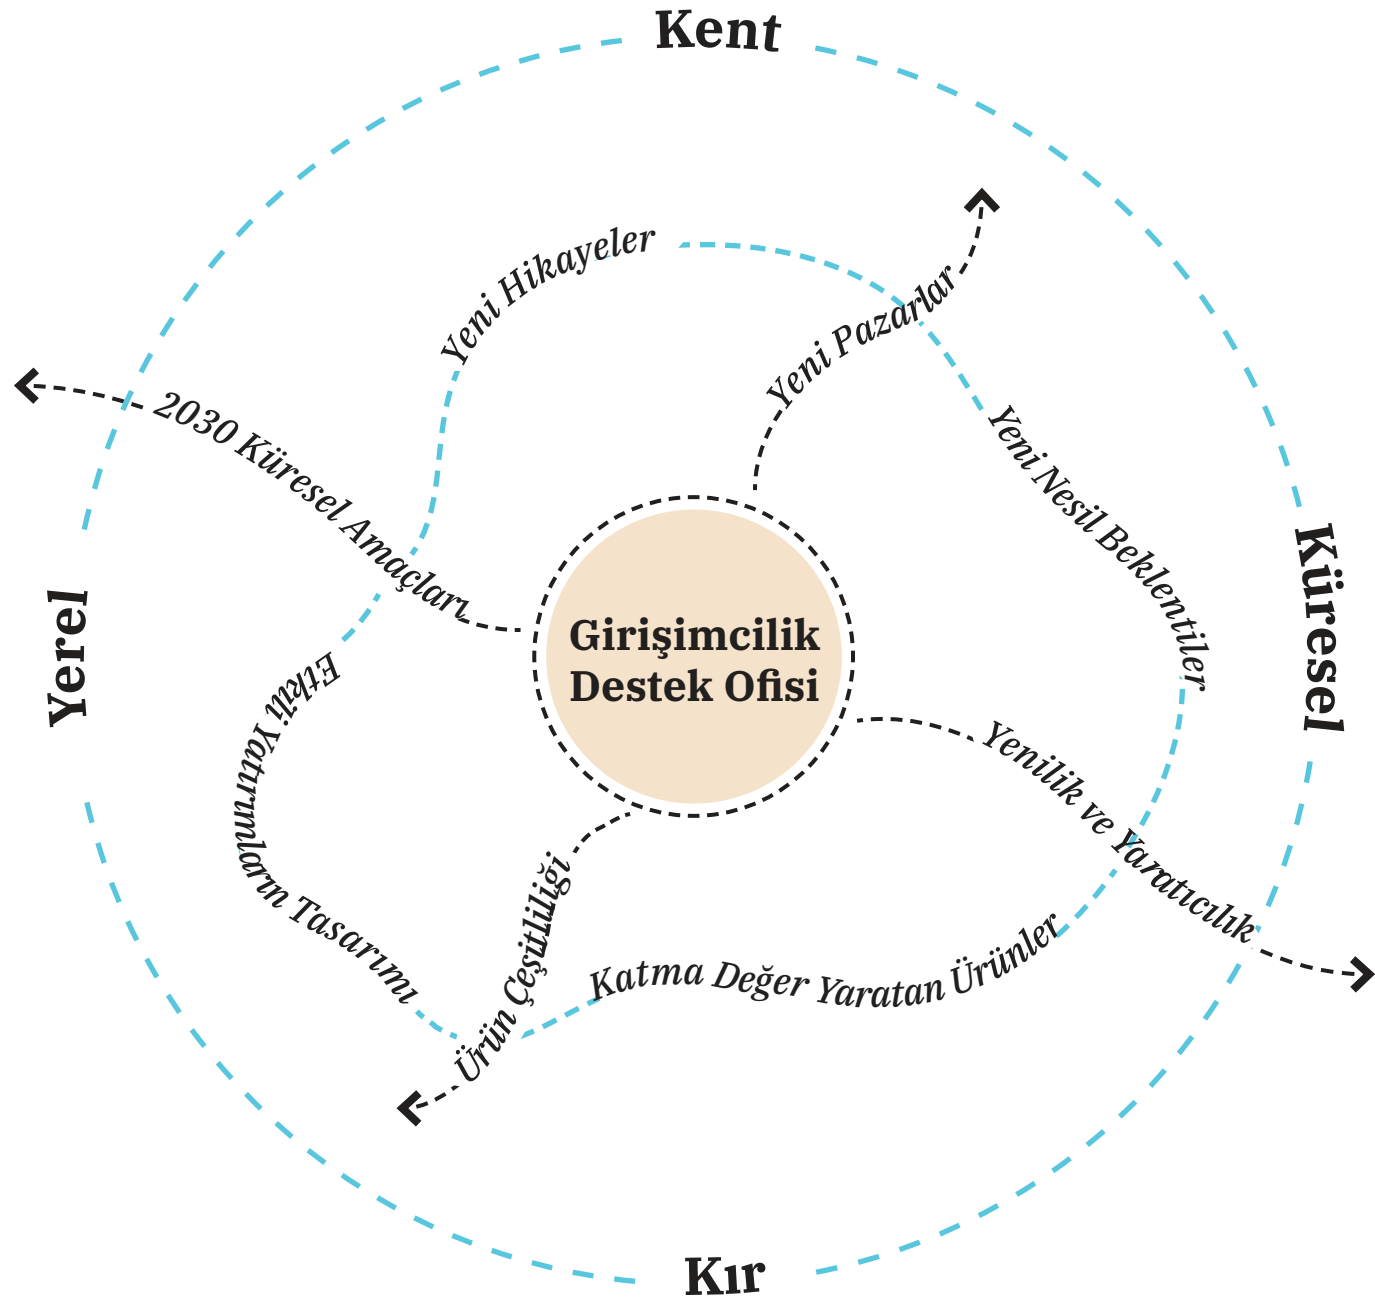 Kent
Yeni Hikayeler
Yeni Pazarlar
2030 Küresel Amaçları
Yeni Nesil Beklentiler
Küresel
Yerel
Girişimcilik
Destek Ofisi
Etkili Yatırımların Tasarımı
Yenilik ve Yaratıcılık
Ürün Çeşitliliği
Katma Değer Yaratan Ürünler
Kır